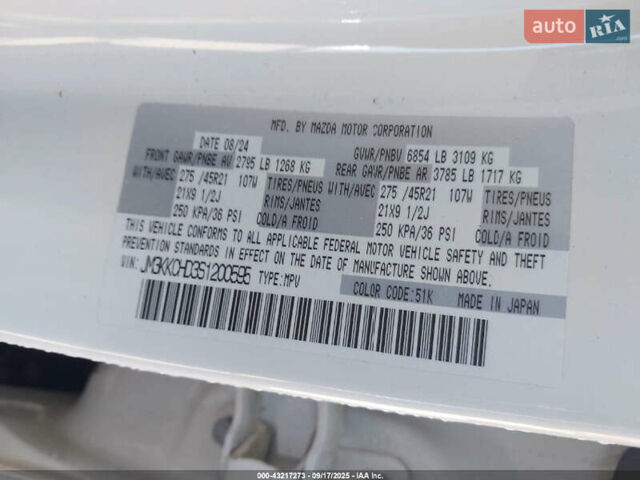 auto RIA
.com
MFD. BY MAZDA MOTOR CORPORATION
DATE 08/24
GVWR/PNBV 6854 LB 3109 KG
FRONT GAWR/PNBE AV 2795 LB 1268 KG
REAR GAWR/PNBE AR 3785 LB 1717 KG
WITH/AVEC 275 /45R21 107W TIRES/PNEUS
21X9 1/2J RIMS/JANTES
250 KPA/36 PSI COLD/A FROID
WITH/AVEC 275 /45R21 107W TIRES/PNEUS
21X9 1/2J RIMS/JANTES
250 KPA/36 PSI COLD/A FROID
THIS VEHICLE CONFORMS TO ALL APPLICABLE FEDERAL MOTOR VEHICLE SAFETY AND THEFT
PREVENTION STANDARDS IN EFFECT ON THE DATE OF MANUFACTURE SHOWN ABOVE.
VIN: JM3KKCHD3S1200595 TYPE:MPV
COLOR CODE:51K MADE IN JAPAN
000-43217273 - 09/17/2025 - IAA Inc.